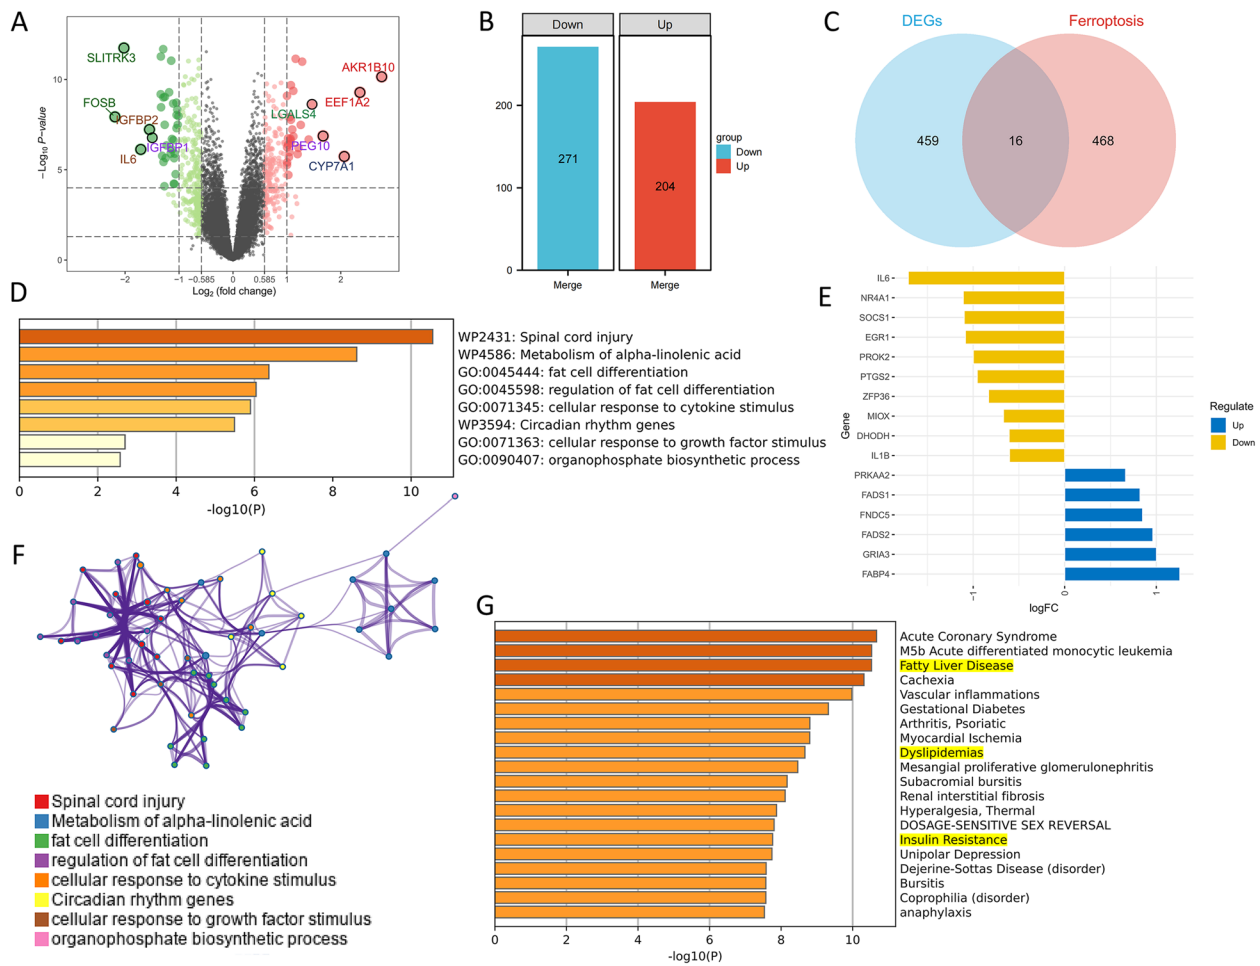 A
SLITRK3
FOSB
IGFBP2
IGFBP1
IL6
AKR1B10
EEF1A2
LGALS4
PEG10
CYP7A1
−Log10 P−value
10
5
0
−2
−1
−0.585
0
0.585
1
2
Log2 (fold change)
B
Down
Up
271
204
200
100
0
Merge
Merge
group
Down
Up
C
DEGs
Ferroptosis
459
16
468
D
WP2431: Spinal cord injury
WP4586: Metabolism of alpha-linolenic acid
GO:0045444: fat cell differentiation
GO:0045598: regulation of fat cell differentiation
GO:0071345: cellular response to cytokine stimulus
WP3594: Circadian rhythm genes
GO:0071363: cellular response to growth factor stimulus
GO:0090407: organophosphate biosynthetic process
0
2
4
6
8
10
-log10(P)
E
IL6
NR4A1
SOCS1
EGR1
PROK2
PTGS2
ZFP36
MIOX
DHODH
IL1B
PRKAA2
FADS1
FNDC5
FADS2
GRIA3
FABP4
Gene
−1
0
1
logFC
Regulate
Up
Down
F
Spinal cord injury
Metabolism of alpha-linolenic acid
fat cell differentiation
regulation of fat cell differentiation
cellular response to cytokine stimulus
Circadian rhythm genes
cellular response to growth factor stimulus
organophosphate biosynthetic process
G
Acute Coronary Syndrome
M5b Acute differentiated monocytic leukemia
Fatty Liver Disease
Cachexia
Vascular inflammations
Gestational Diabetes
Arthritis, Psoriatic
Myocardial Ischemia
Dyslipidemias
Mesangial proliferative glomerulonephritis
Subacromial bursitis
Renal interstitial fibrosis
Hyperalgesia, Thermal
DOSAGE-SENSITIVE SEX REVERSAL
Insulin Resistance
Unipolar Depression
Dejerine-Sottas Disease (disorder)
Bursitis
Coprophilia (disorder)
anaphylaxis
0
2
4
6
8
10
-log10(P)